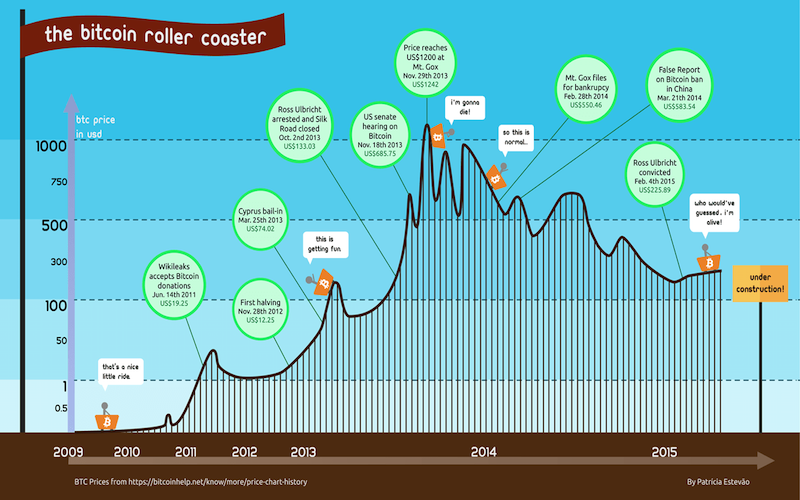 the bitcoin roller coaster
btc price
in usd
1000
750
500
300
100
50
1
0.5
Price reaches
US$1200 at
Mt. Gox
Nov. 29th 2013
US$1242
i'm gonna
die!
Ross Ulbricht
arrested and Silk
Road closed
Oct. 2nd 2013
US$133.03
US senate
hearing on
Bitcoin
Nov. 18th 2013
US$685.75
so this is
normal..
Mt. Gox files
for bankrupcy
Feb. 28th 2014
US$550.46
False Report
on Bitcoin ban
in China
Mar. 21th 2014
US$583.54
Ross Ulbricht
convicted
Feb. 4th 2015
US$225.89
who would've
guessed. i'm
alive!
Cyprus bail-in
Mar. 25th 2013
US$74.02
this is
getting fun
Wikileaks
accepts Bitcoin
donations
Jun. 14th 2011
US$19.25
First halving
Nov. 28th 2012
US$12.25
that's a nice
little ride
under
construction!
2009
2010
2011
2012
2013
2014
2015
BTC Prices from https://bitcoinhelp.net/know/more/price-chart-history
By Patrícia Estevão